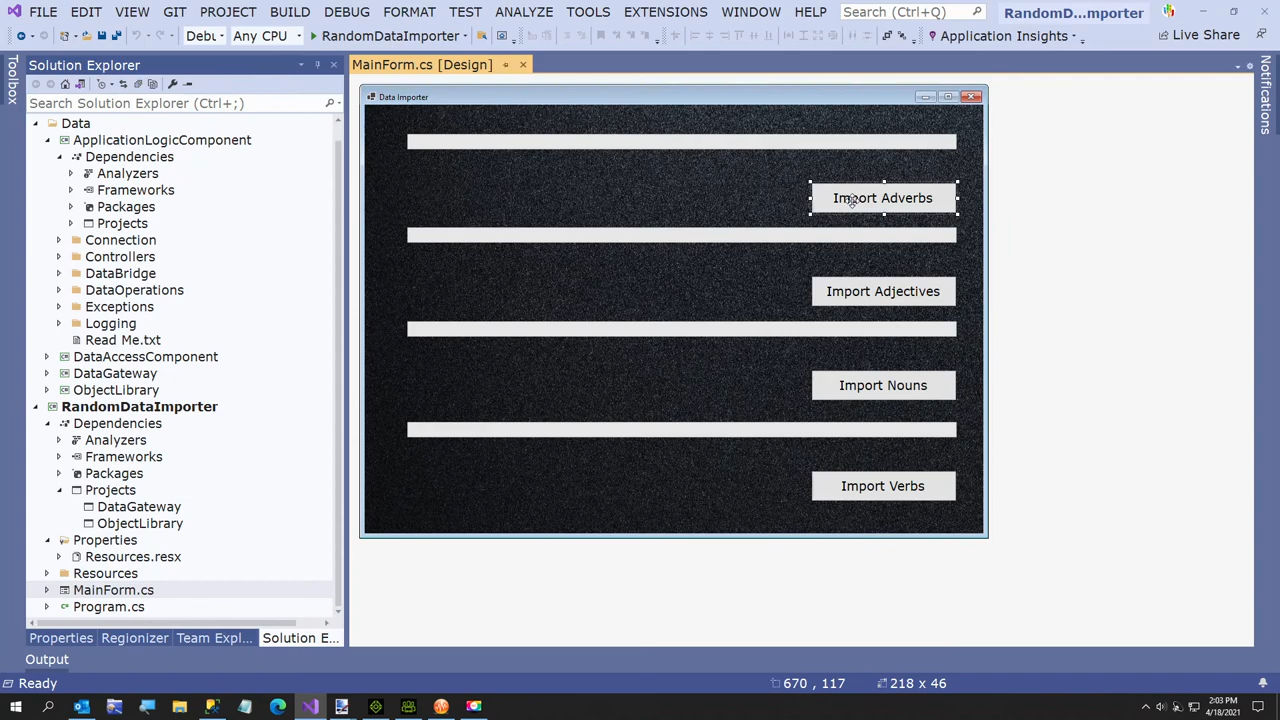 FILE EDIT VIEW GIT PROJECT BUILD DEBUG FORMAT TEST ANALYZE TOOLS EXTENSIONS WINDOW HELP Search (Ctrl+Q) RandomD...mporter
Debu Any CPU RandomDataImporter Application Insights Live Share
Toolbox
Solution Explorer
Search Solution Explorer (Ctrl+;)
Data
ApplicationLogicComponent
Dependencies
Analyzers
Frameworks
Packages
Projects
Connection
Controllers
DataBridge
DataOperations
Exceptions
Logging
Read Me.txt
DataAccessComponent
DataGateway
ObjectLibrary
RandomDataImporter
Dependencies
Analyzers
Frameworks
Packages
Projects
DataGateway
ObjectLibrary
Properties
Resources.resx
Resources
MainForm.cs
Program.cs
Properties Regionizer Team Expl... Solution E...
MainForm.cs [Design]
Data Importer
Import Adverbs
Import Adjectives
Import Nouns
Import Verbs
Notifications
Output
Ready 670 , 117 218 x 46
2:03 PM
4/18/2021